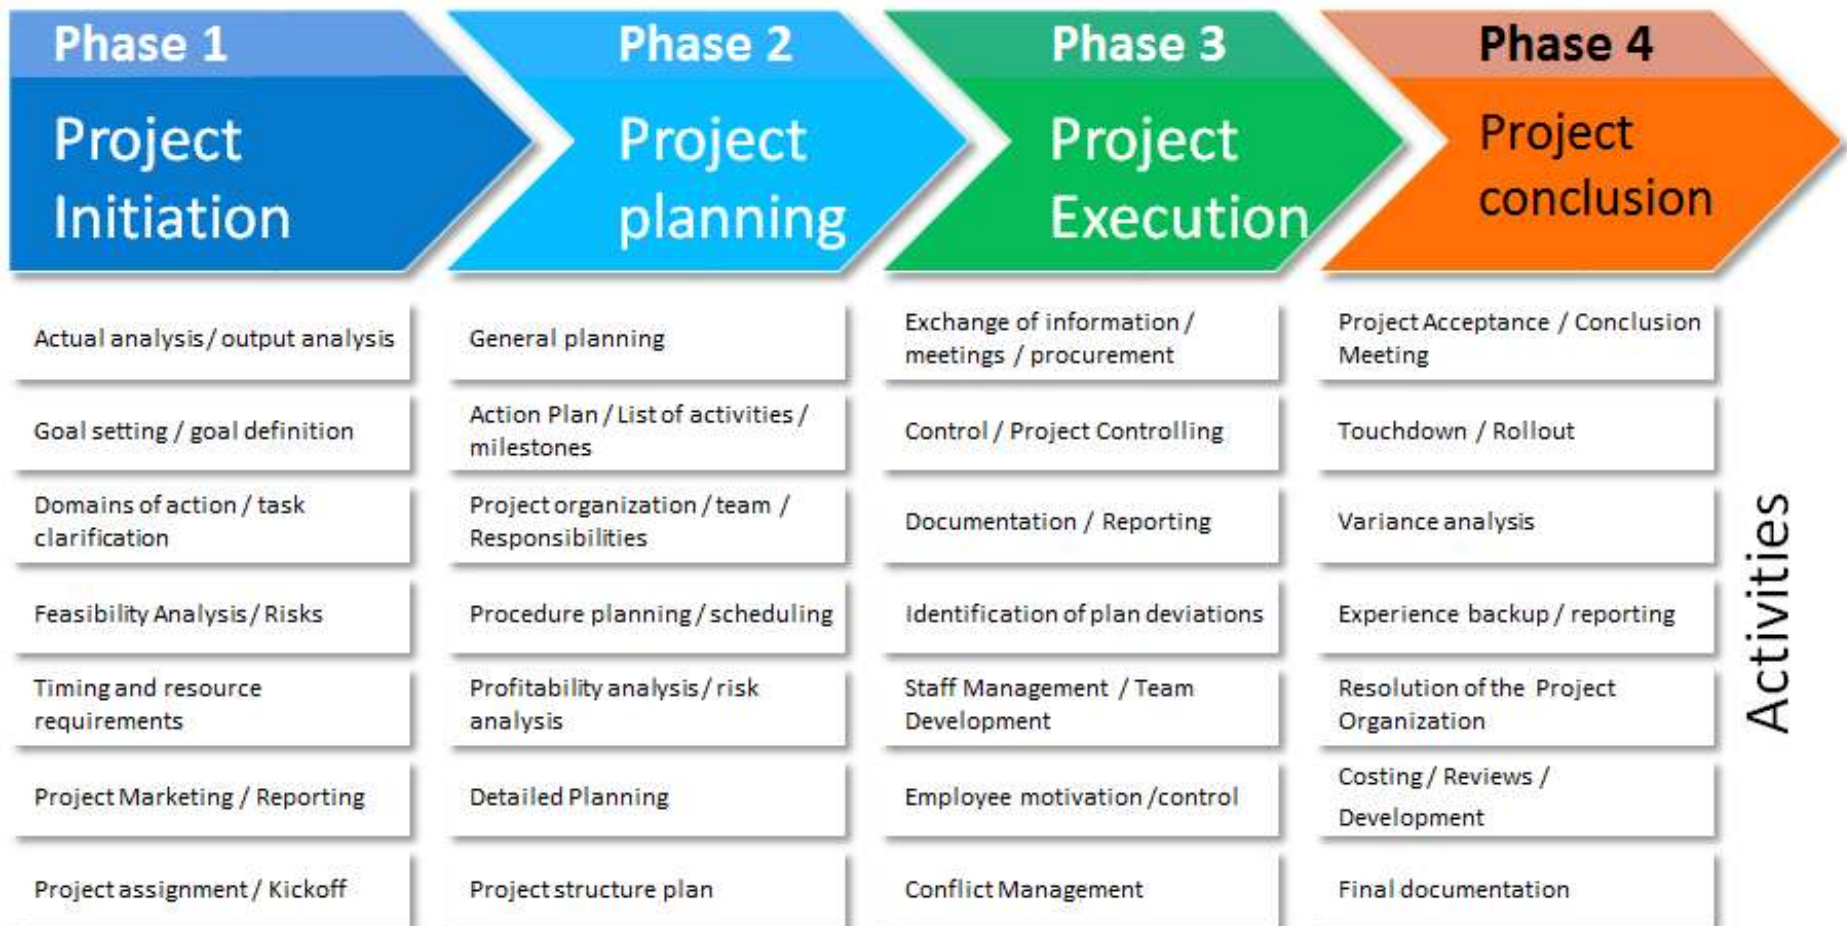 Phase 1
Project
Initiation
Phase 2
Project
planning
Phase 3
Project
Execution
Phase 4
Project
conclusion
Actual analysis / output analysis
Goal setting / goal definition
Domains of action / task
clarification
Feasibility Analysis / Risks
Timing and resource
requirements
Project Marketing / Reporting
Project assignment / Kickoff
General planning
Action Plan / List of activities /
milestones
Project organization / team /
Responsibilities
Procedure planning / scheduling
Profitability analysis / risk
analysis
Detailed Planning
Project structure plan
Exchange of information /
meetings / procurement
Control / Project Controlling
Documentation / Reporting
Identification of plan deviations
Staff Management / Team
Development
Employee motivation /control
Conflict Management
Project Acceptance / Conclusion
Meeting
Touchdown / Rollout
Variance analysis
Experience backup / reporting
Resolution of the Project
Organization
Costing / Reviews /
Development
Final documentation
Activities